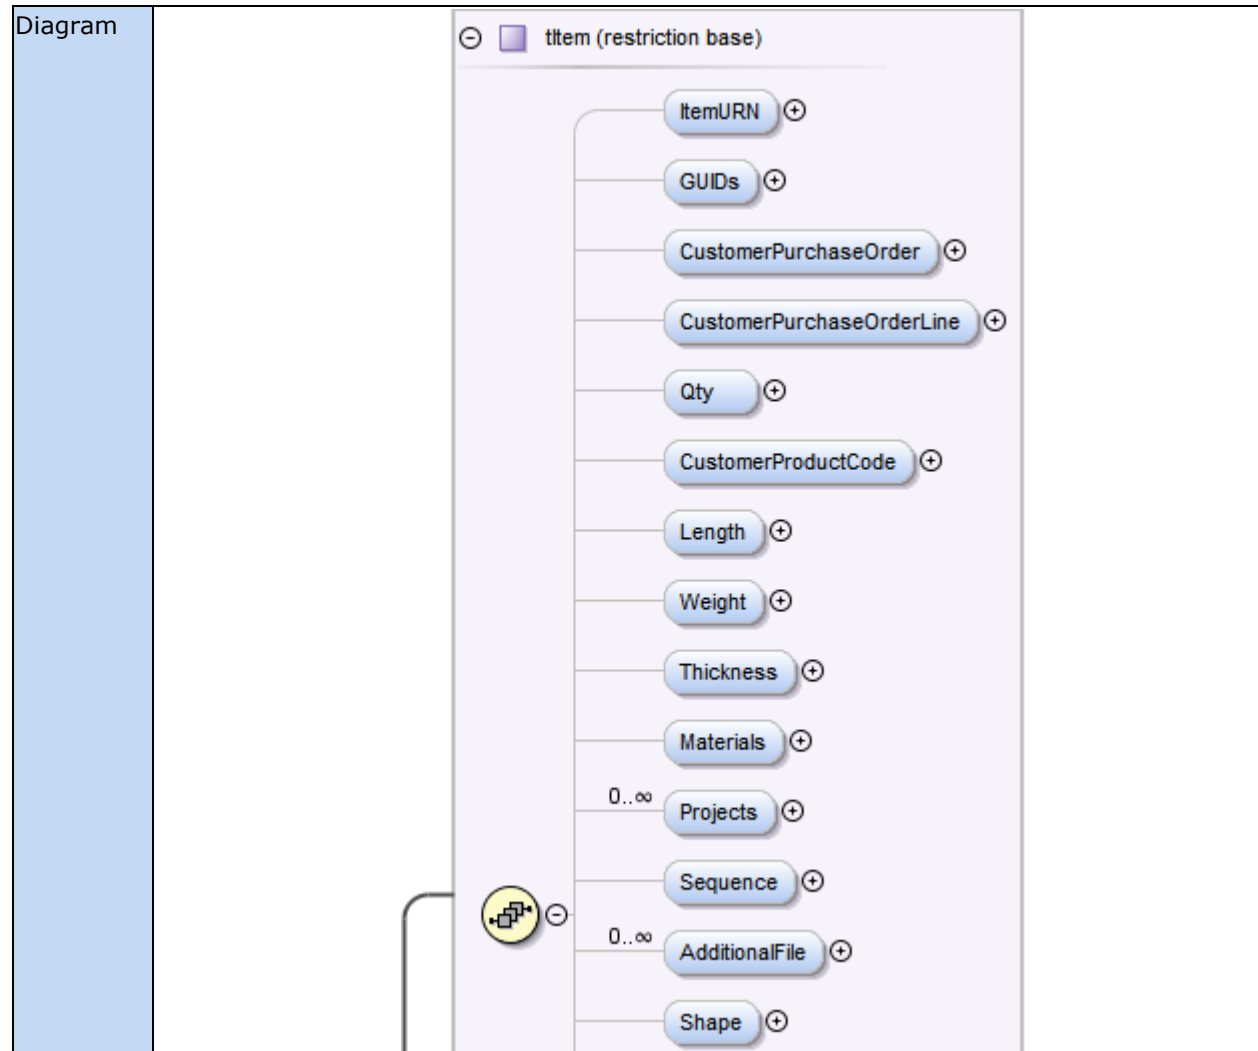 Diagram
tItem (restriction base)
ItemURN
GUIDs
CustomerPurchaseOrder
CustomerPurchaseOrderLine
Qty
CustomerProductCode
Length
Weight
Thickness
Materials
0..∞
Projects
Sequence
0..∞
AdditionalFile
Shape